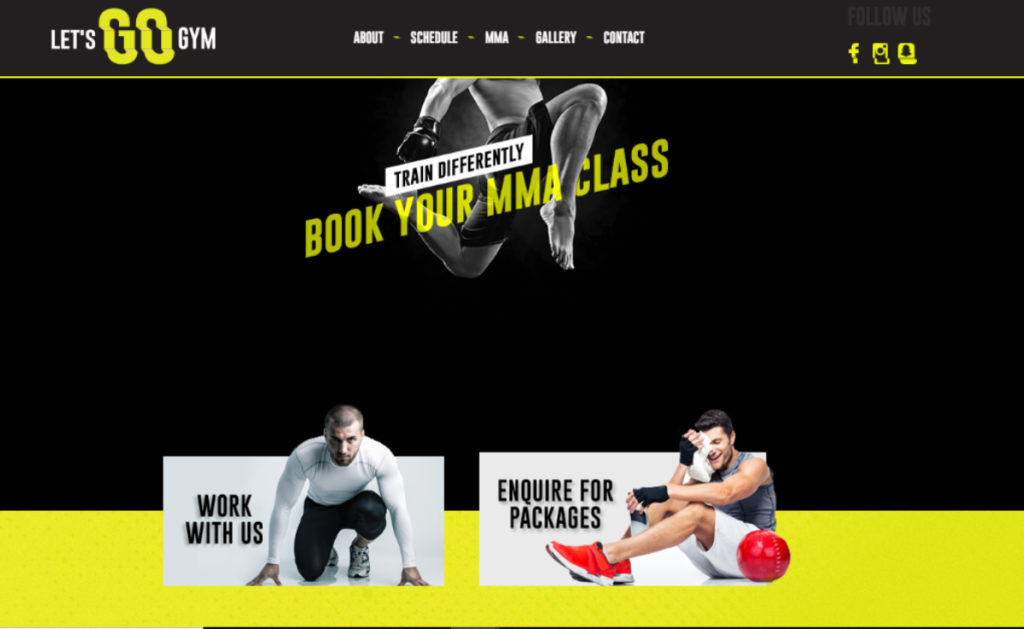 LET'S GO GYM
ABOUT
SCHEDULE
MMA
GALLERY
CONTACT
FOLLOW US
TRAIN DIFFERENTLY
BOOK YOUR MMA CLASS
WORK
WITH US
ENQUIRE FOR
PACKAGES